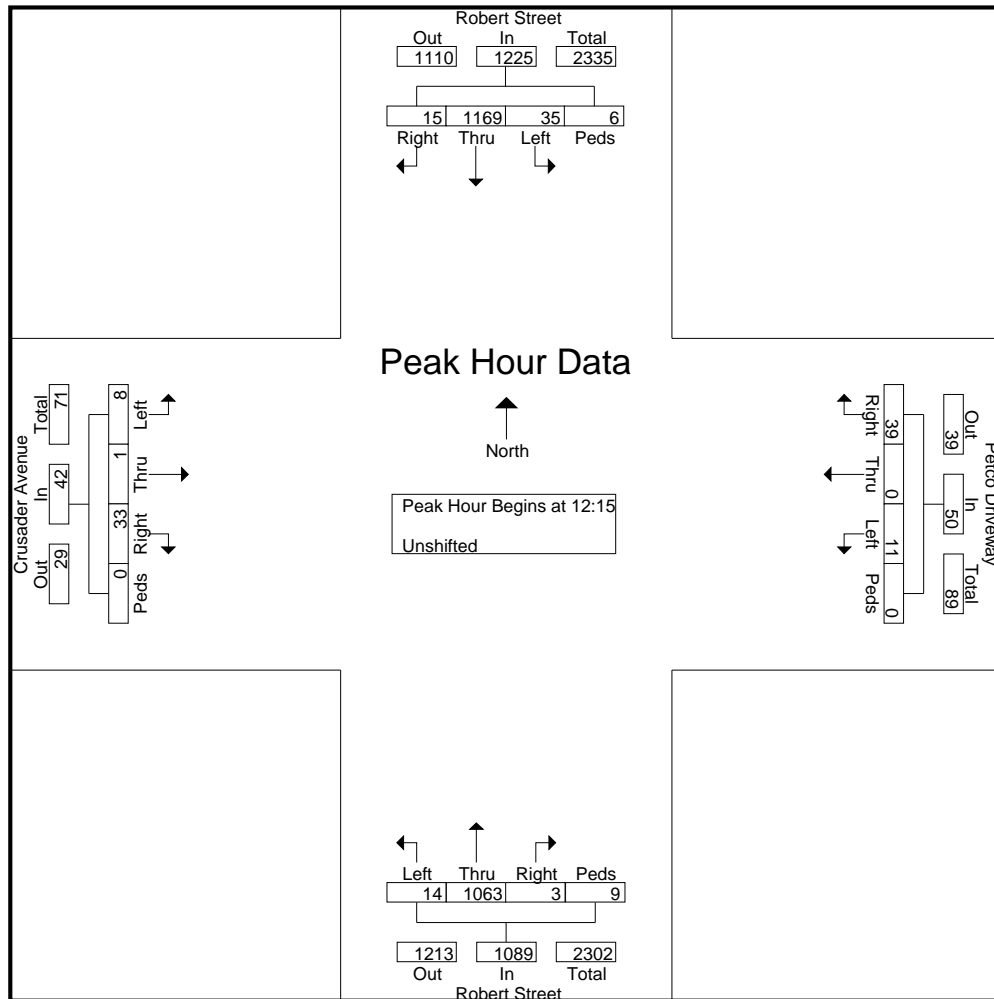 Robert Street
Out In Total
1110 1225 2335
15 1169 35 6
Right Thru Left Peds
Peak Hour Data
North
Peak Hour Begins at 12:15
Unshifted
Crusader Avenue
Total In Out
71 42 29
8 1 33 0
Left Thru Right Peds
Petco Driveway
Out In Total
39 50 89
39 0 11 0
Right Thru Left Peds
Left Thru Right Peds
14 1063 3 9
1213 1089 2302
Out In Total
Robert Street